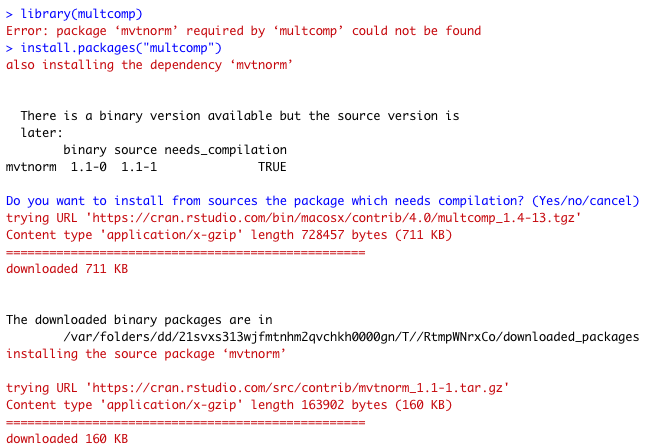 > library(multcomp)
Error: package ‘mvtnorm’ required by ‘multcomp’ could not be found
> install.packages("multcomp")
also installing the dependency ‘mvtnorm’
  There is a binary version available but the source version is
  later:
        binary source needs_compilation
mvtnorm  1.1-0  1.1-1              TRUE
Do you want to install from sources the package which needs compilation? (Yes/no/cancel)
trying URL 'https://cran.rstudio.com/bin/macosx/contrib/4.0/multcomp_1.4-13.tgz'
Content type 'application/x-gzip' length 728457 bytes (711 KB)
==================================================
downloaded 711 KB
The downloaded binary packages are in
        /var/folders/dd/21svxs313wjfmtnhm2qvchkh0000gn/T//RtmpWNrxCo/downloaded_packages
installing the source package ‘mvtnorm’
trying URL 'https://cran.rstudio.com/src/contrib/mvtnorm_1.1-1.tar.gz'
Content type 'application/x-gzip' length 163902 bytes (160 KB)
==================================================
downloaded 160 KB